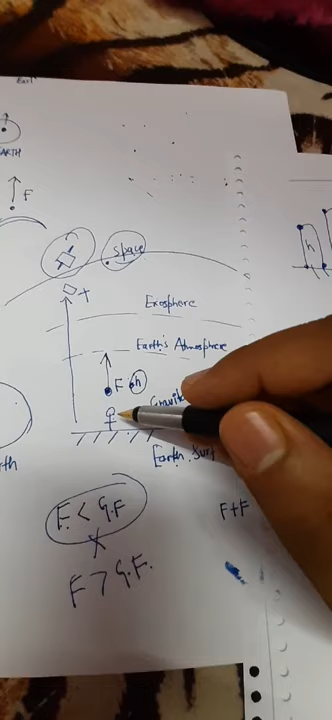 EARTH
F
h
space
+
Exosphere
Earth's Atmosphere
F h
Earth Surf
F < G.F
F+F
X
F > G.F.